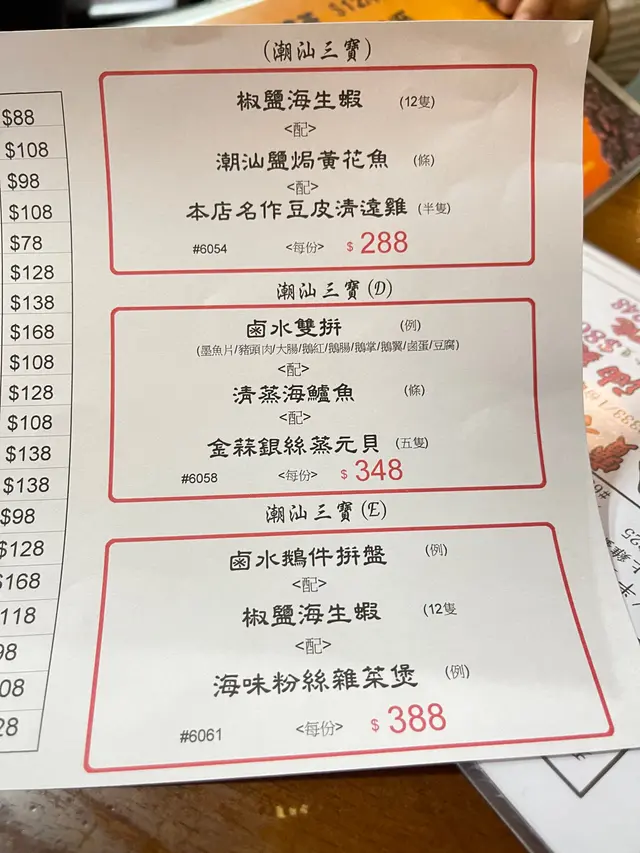 (潮汕三寶)
椒鹽海生蝦 (12隻)
<配>
潮汕鹽焗黃花魚 (條)
<配>
本店名作豆皮清遠雞 (半隻)
#6054 <每份> $ 288
潮汕三寶(D)
鹵水雙拼 (例)
(墨魚片/豬頭肉/大腸/鵝紅/鵝腸/鵝掌/鵝翼/鹵蛋/豆腐)
<配>
清蒸海鱸魚 (條)
<配>
金蒜銀絲蒸元貝 (五隻)
#6058 <每份> $ 348
潮汕三寶(E)
鹵水鵝件拼盤 (例)
<配>
椒鹽海生蝦 (12隻
<配>
海味粉絲雜菜煲 (例)
#6061 <每份> $ 388
$88
$108
$98
$108
$78
$128
$138
$168
$108
$128
$108
$138
$138
$98
$128
$168
118
98
08
28